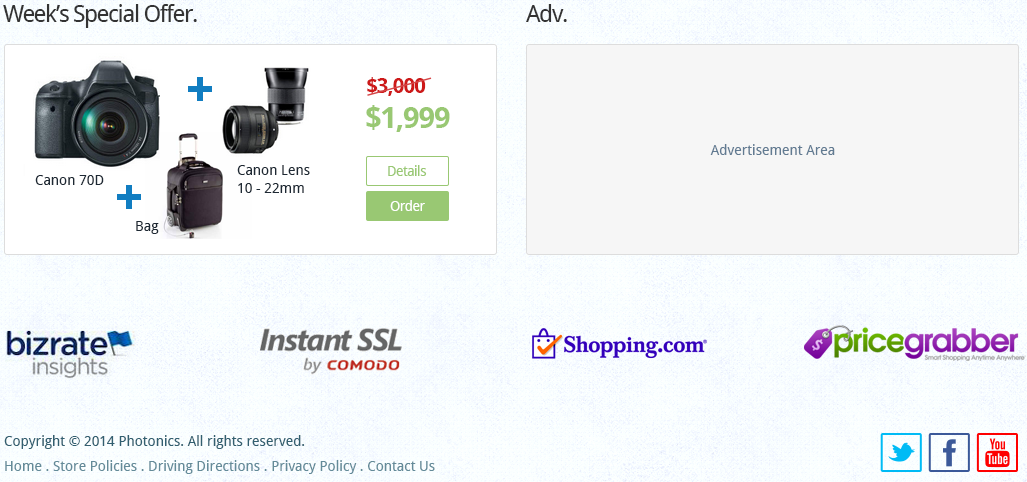 Week's Special Offer.
Adv.
$3,000
$1,999
Canon 70D
Canon Lens
10 - 22mm
Bag
Details
Order
Advertisement Area
bizrate
insights
Instant SSL
by COMODO
Shopping.com
pricegrabber
Smart Shopping Anytime Anywhere
Copyright © 2014 Photonics. All rights reserved.
Home . Store Policies . Driving Directions . Privacy Policy . Contact Us
You
Tube